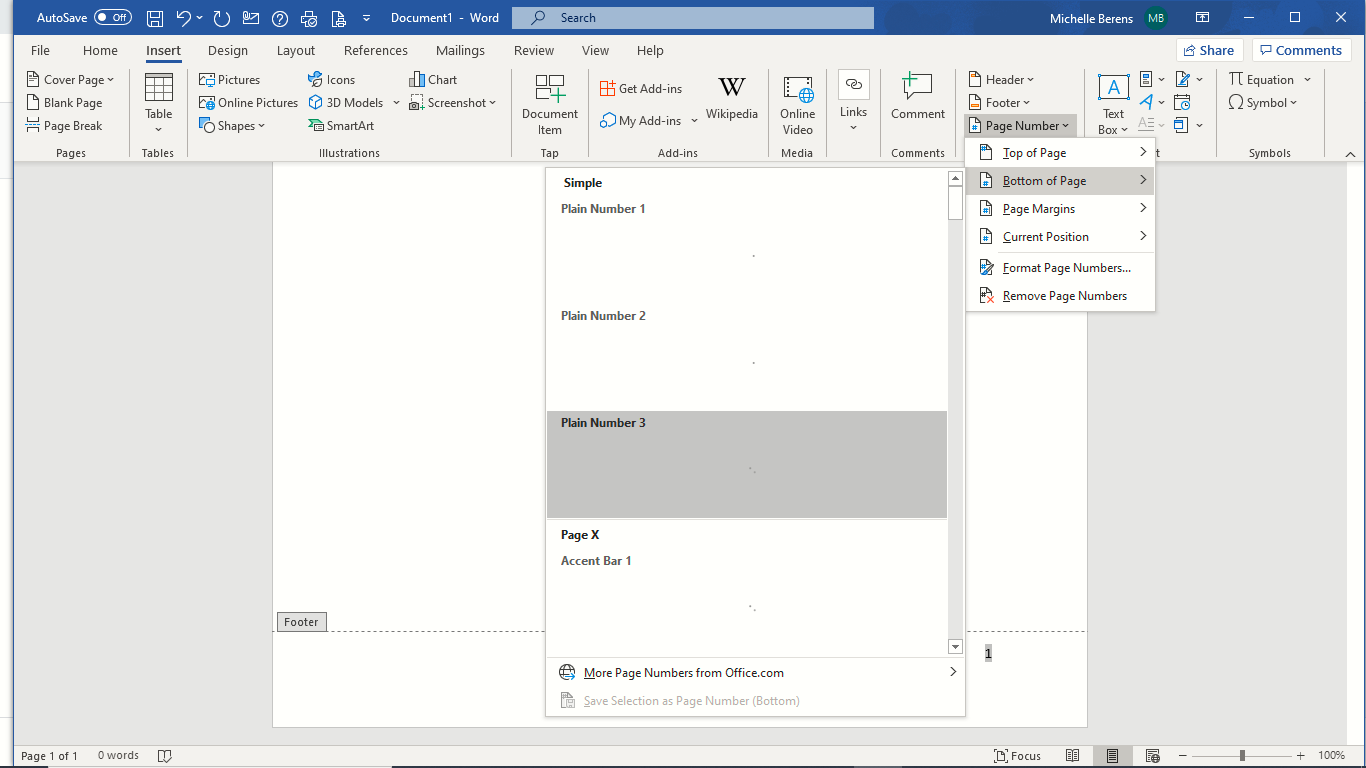 AutoSave Off Document1 - Word Search Michelle Berens MB
File Home Insert Design Layout References Mailings Review View Help Share Comments
Cover Page
Blank Page
Page Break
Pages
Table
Tables
Pictures
Online Pictures
Shapes
Icons
3D Models
SmartArt
Chart
Screenshot
Illustrations
Document
Item
Tap
Get Add-ins
My Add-ins
Wikipedia
Add-ins
Online
Video
Media
Links
Comment
Comments
Header
Footer
Page Number
Text
Box
Equation
Symbol
Symbols
Top of Page
Bottom of Page
Page Margins
Current Position
Format Page Numbers...
Remove Page Numbers
Simple
Plain Number 1
Plain Number 2
Plain Number 3
Page X
Accent Bar 1
More Page Numbers from Office.com
Save Selection as Page Number (Bottom)
Footer
1
Page 1 of 1 0 words Focus 100%